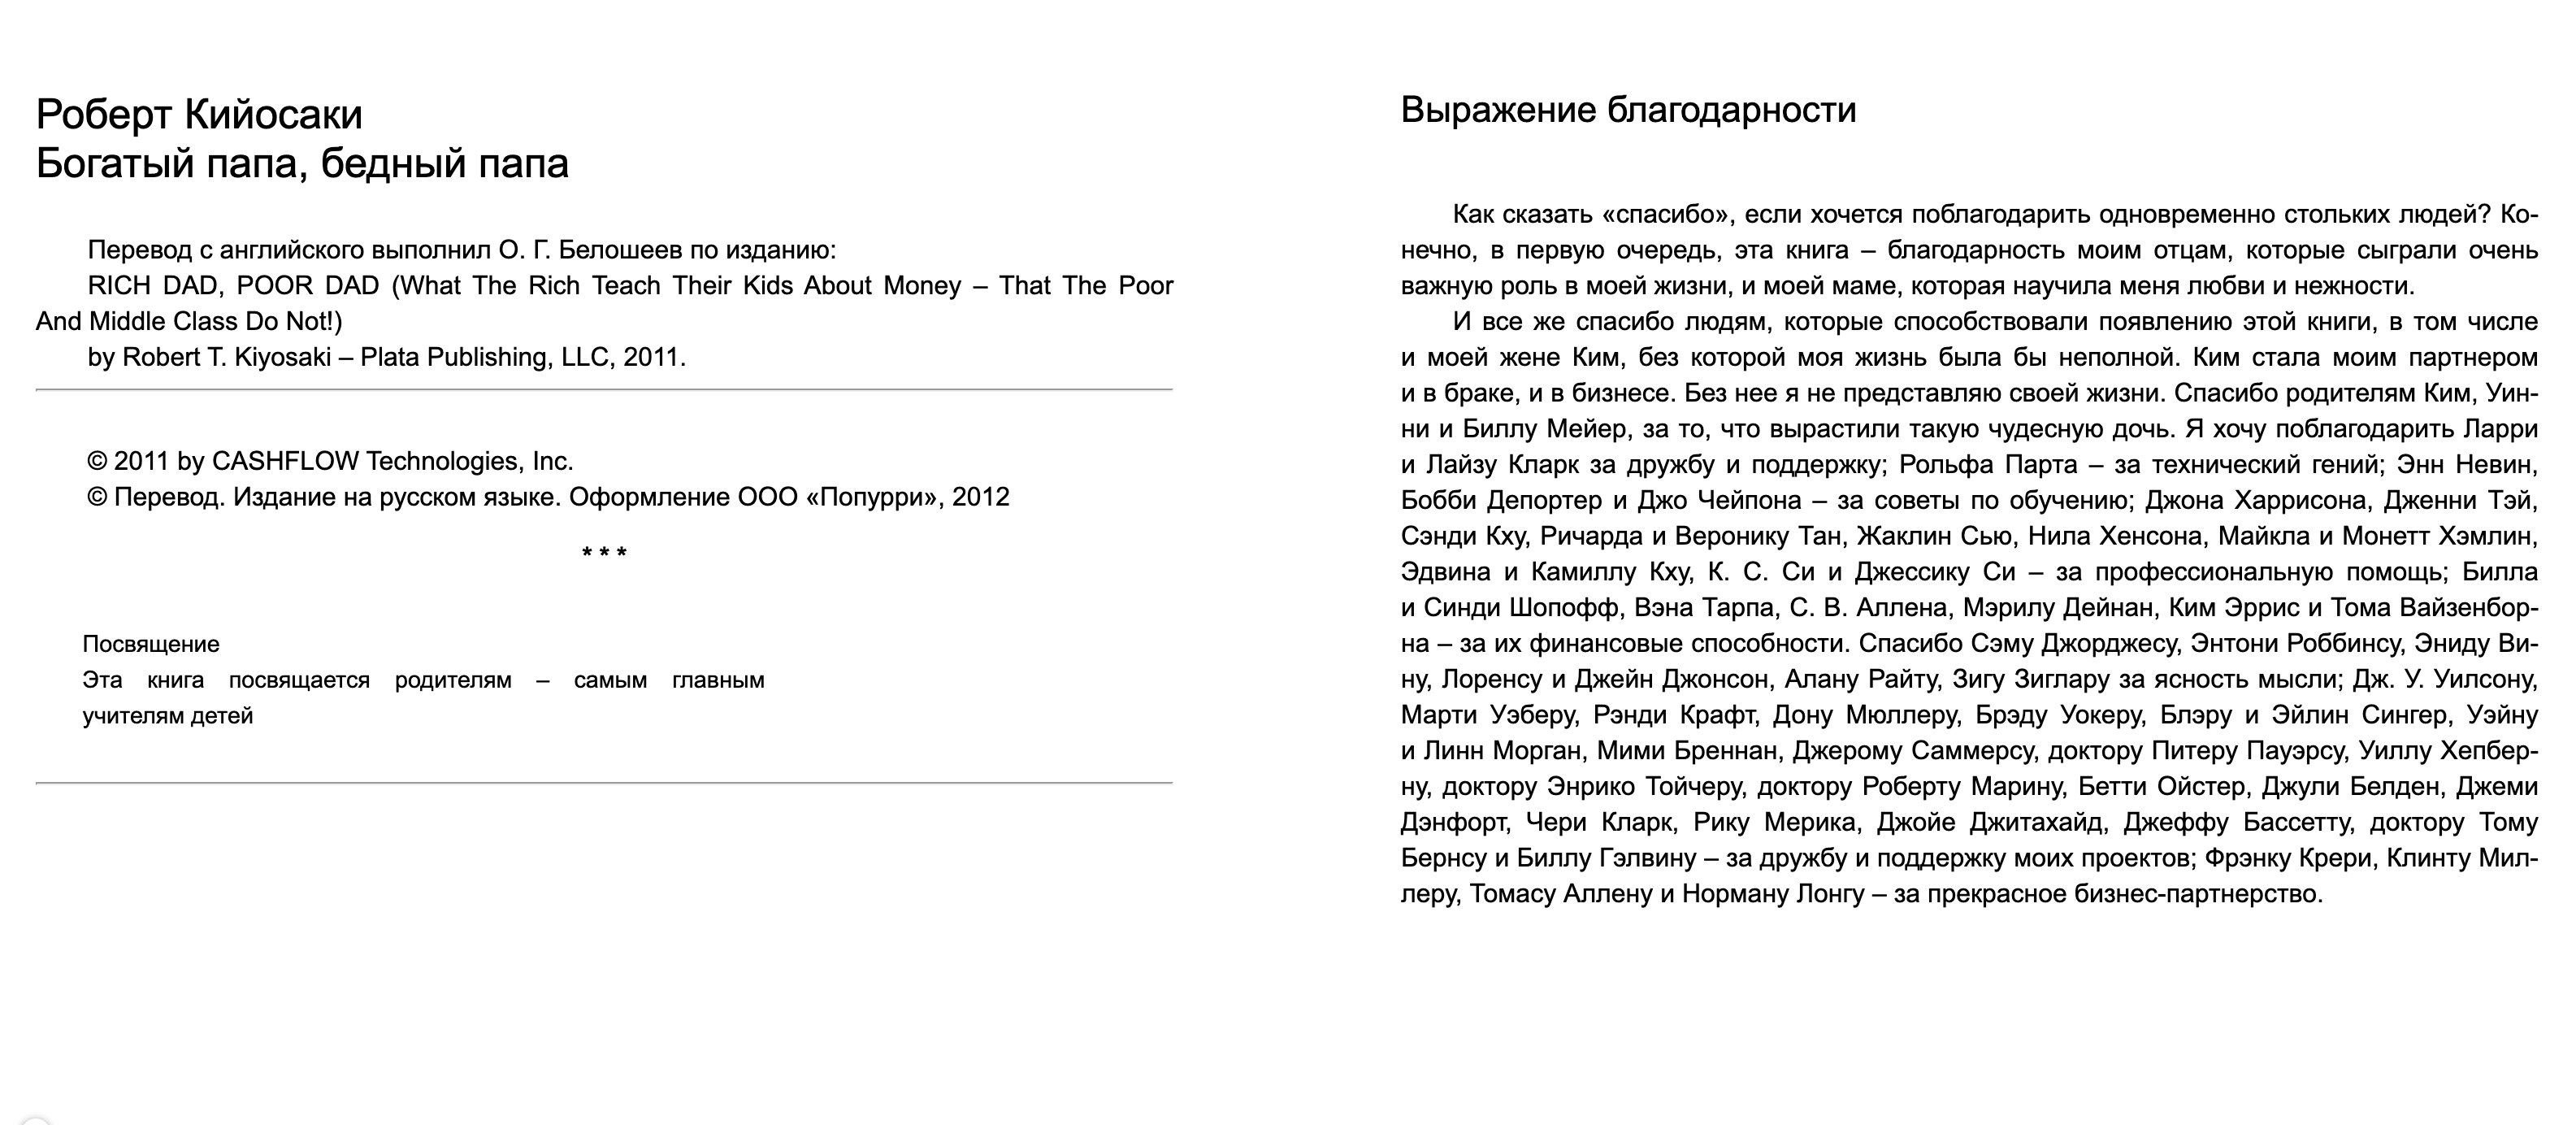 Роберт Кийосаки
Богатый папа, бедный папа
Перевод с английского выполнил О. Г. Белошеев по изданию:
RICH DAD, POOR DAD (What The Rich Teach Their Kids About Money – That The Poor
And Middle Class Do Not!)
by Robert T. Kiyosaki – Plata Publishing, LLC, 2011.
© 2011 by CASHFLOW Technologies, Inc.
© Перевод. Издание на русском языке. Оформление ООО «Попурри», 2012
* * *
Посвящение
Эта книга посвящается родителям – самым главным
учителям детей
Выражение благодарности
Как сказать «спасибо», если хочется поблагодарить одновременно стольких людей? Ко-
нечно, в первую очередь, эта книга – благодарность моим отцам, которые сыграли очень
важную роль в моей жизни, и моей маме, которая научила меня любви и нежности.
И все же спасибо людям, которые способствовали появлению этой книги, в том числе
и моей жене Ким, без которой моя жизнь была бы неполной. Ким стала моим партнером
и в браке, и в бизнесе. Без нее я не представляю своей жизни. Спасибо родителям Ким, Уин-
ни и Биллу Мейер, за то, что вырастили такую чудесную дочь. Я хочу поблагодарить Ларри
и Лайзу Кларк за дружбу и поддержку; Рольфа Парта – за технический гений; Энн Невин,
Бобби Депортер и Джо Чейпона – за советы по обучению; Джона Харрисона, Дженни Тэй,
Сэнди Кху, Ричарда и Веронику Тан, Жаклин Сью, Нила Хенсона, Майкла и Монетт Хэмлин,
Эдвина и Камиллу Кху, К. С. Си и Джессику Си – за профессиональную помощь; Билла
и Синди Шопофф, Вэна Тарпа, С. В. Аллена, Мэрилу Дейнан, Ким Эррис и Тома Вайзенбор-
на – за их финансовые способности. Спасибо Сэму Джорджесу, Энтони Роббинсу, Эниду Ви-
ну, Лоренсу и Джейн Джонсон, Алану Райту, Зигу Зиглару за ясность мысли; Дж. У. Уилсону,
Марти Уэберу, Рэнди Крафт, Дону Мюллеру, Брэду Уокеру, Блэру и Эйлин Сингер, Уэйну
и Линн Морган, Мими Бреннан, Джерому Саммерсу, доктору Питеру Пауэрсу, Уиллу Хепбер-
ну, доктору Энрико Тойчеру, доктору Роберту Марину, Бетти Ойстер, Джули Белден, Джеми
Дэнфорт, Чери Кларк, Рику Мерика, Джойе Джитахайд, Джеффу Бассетту, доктору Тому
Бернсу и Биллу Гэлвину – за дружбу и поддержку моих проектов; Фрэнку Крери, Клинту Мил-
леру, Томасу Аллену и Норману Лонгу – за прекрасное бизнес-партнерство.